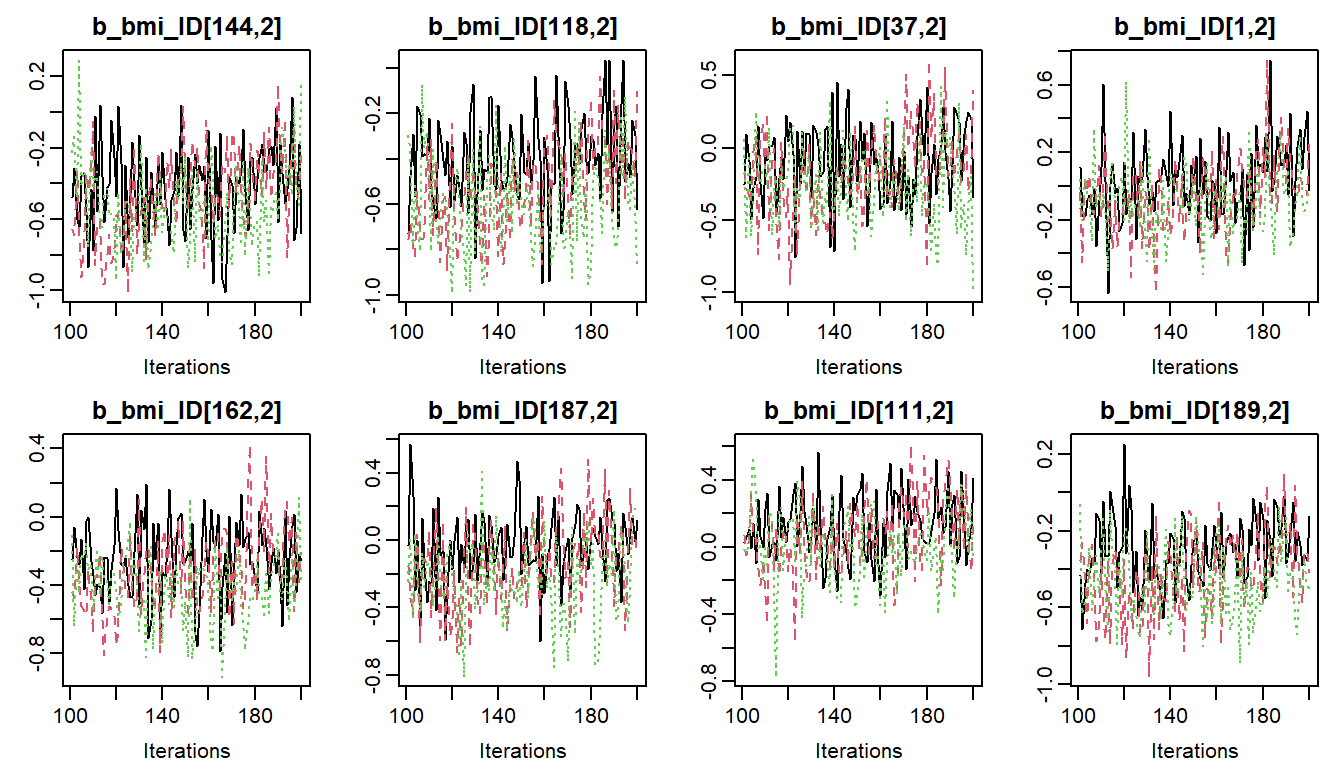 b_bmi_ID[144,2] b_bmi_ID[118,2] b_bmi_ID[37,2] b_bmi_ID[1,2]
0.2 -0.2 -0.6 -1.0 -0.2 -0.6 -1.0 0.5 0.0 -0.5 -1.0 0.6 0.2 -0.2 -0.6
100 140 180 100 140 180 100 140 180 100 140 180
Iterations Iterations Iterations Iterations
b_bmi_ID[162,2] b_bmi_ID[187,2] b_bmi_ID[111,2] b_bmi_ID[189,2]
0.4 0.0 -0.4 -0.8 0.4 0.0 -0.4 -0.8 0.4 0.0 -0.4 -0.8 0.2 -0.2 -0.6 -1.0
100 140 180 100 140 180 100 140 180 100 140 180
Iterations Iterations Iterations Iterations